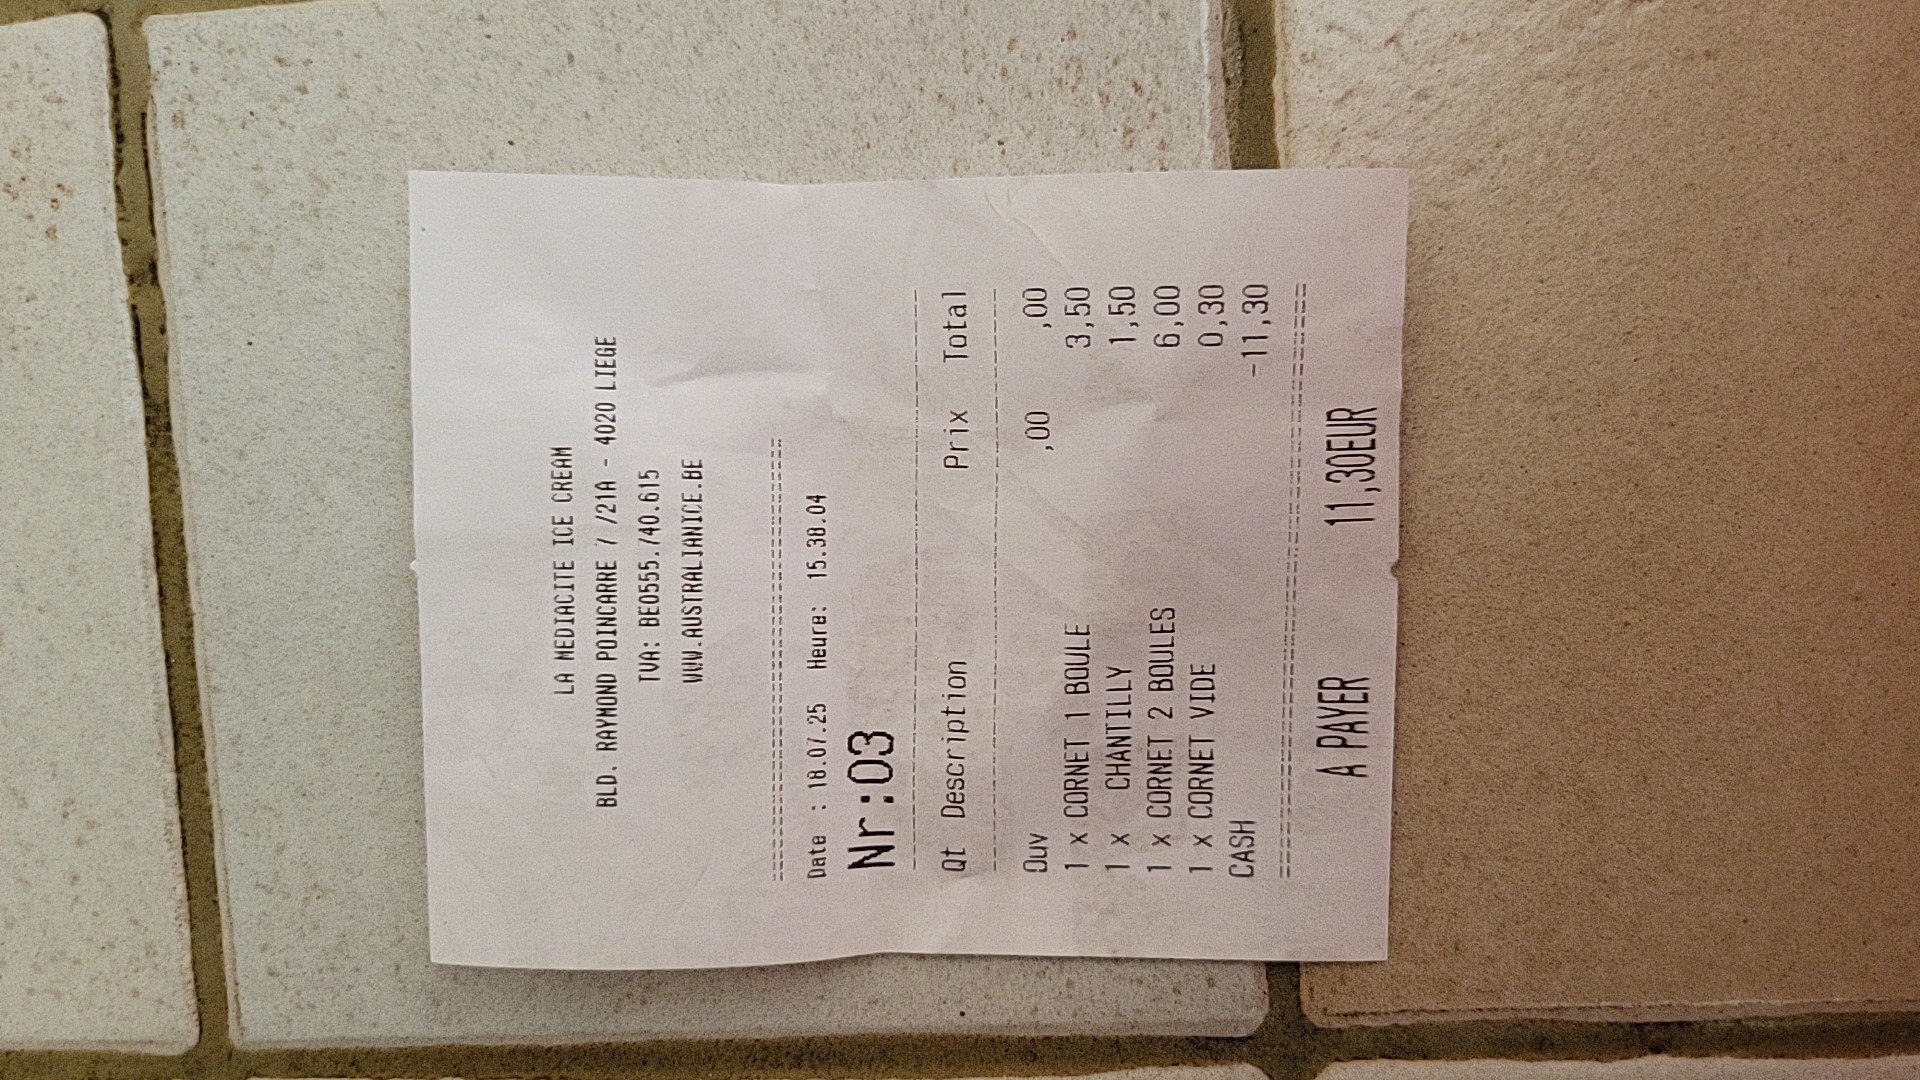 LA MEDIACITE ICE CREAM
BLD. RAYMOND POINCARRE 7 /21A - 4020 LIEGE
TVA: BE0555.740.615
WWW.AUSTRALIANICE.BE
==========================================
Date : 18.07.25 Heure: 15.38.04
Nr:03
------------------------------------------
Qt Description Prix Total
------------------------------------------
Ouv ,00 ,00
1 x CORNET 1 BOULE 3,50
1 x CHANTILLY 1,50
1 x CORNET 2 BOULES 6,00
1 x CORNET VIDE 0,30
CASH -11,30
==========================================
A PAYER 11,30EUR